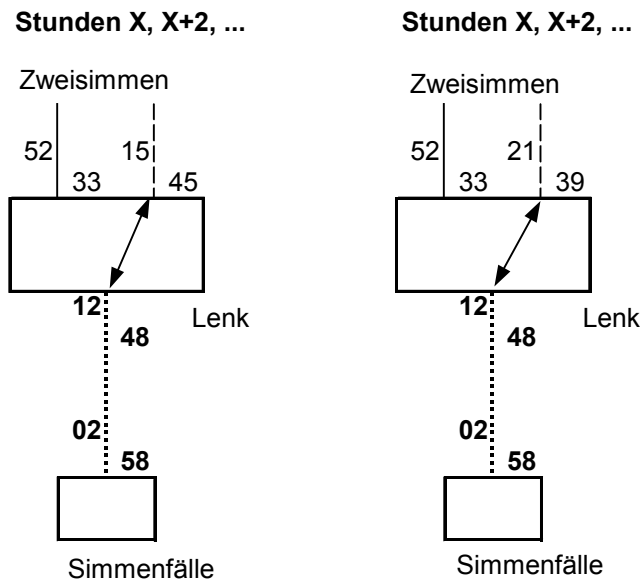 Stunden X, X+2, ...
Zweisimmen
52 15
33 45
12
Lenk
48
02
58
Simmenfälle
Stunden X, X+2, ...
Zweisimmen
52 21
33 39
12
Lenk
48
02
58
Simmenfälle